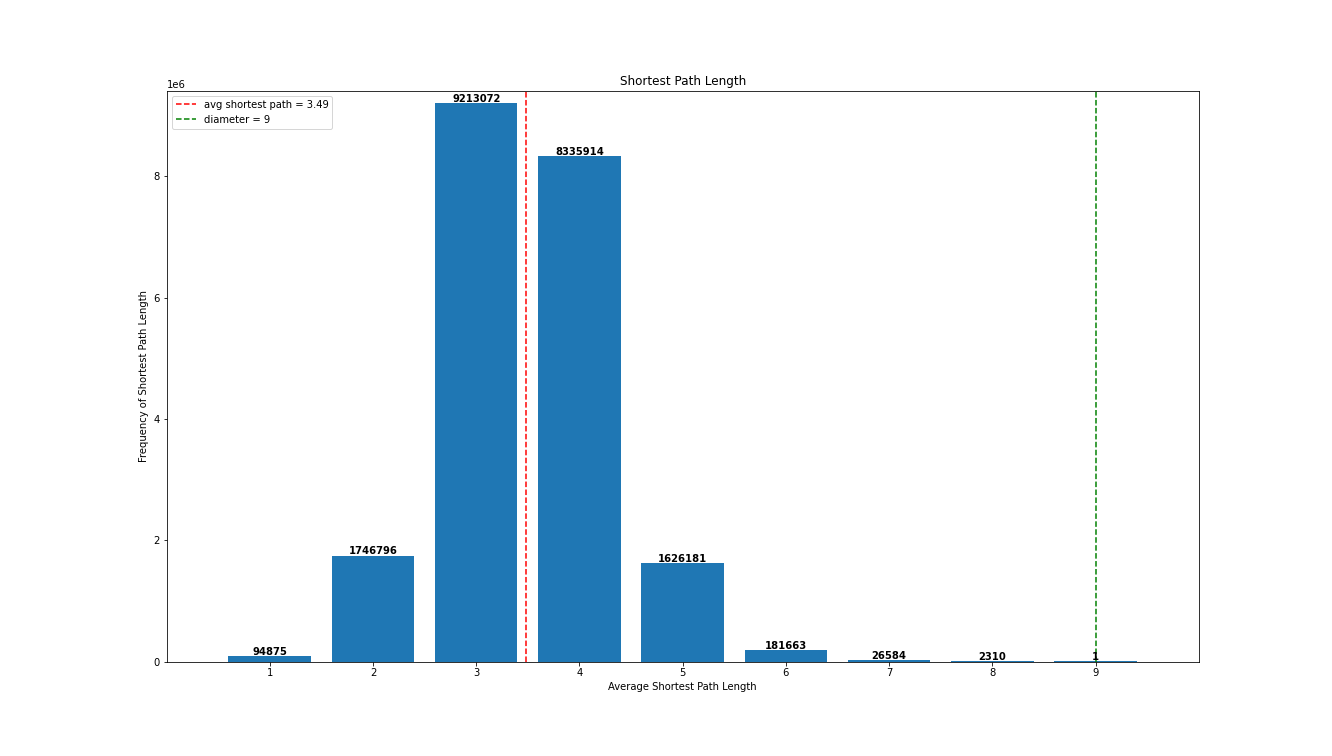 Shortest Path Length
1e6
avg shortest path = 3.49
diameter = 9
9213072
8335914
1746796
1626181
181663
94875
26584
2310
1
8
6
4
2
0
Frequency of Shortest Path Length
1 2 3 4 5 6 7 8 9
Average Shortest Path Length